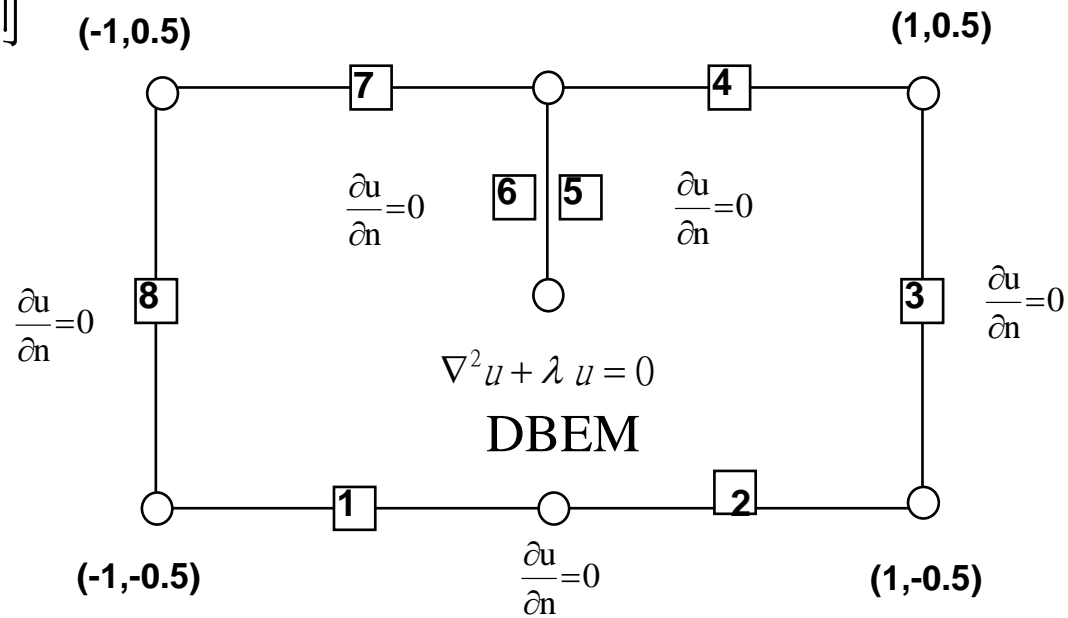 (-1,0.5)
(1,0.5)
7
4
∂u/∂n=0
6
5
∂u/∂n=0
∂u/∂n=0
8
3
∂u/∂n=0
∇²u + λ u = 0
DBEM
1
2
∂u/∂n=0
(-1,-0.5)
(1,-0.5)